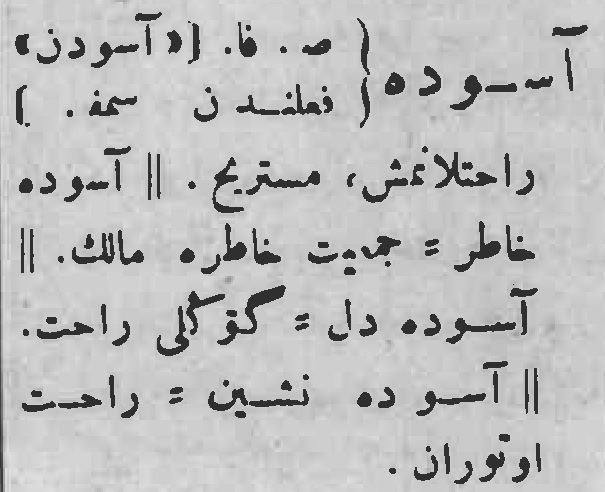 آسوده { ص. فا. [«آسودن»
فعلندن سمفـ. ]
راحتلانمش، مستریح. || آسوده
خاطر = جمعیت خاطره مالك. ||
آسوده دل = گوكلی راحت.
|| آسوده نشین = راحت
اوتوران.